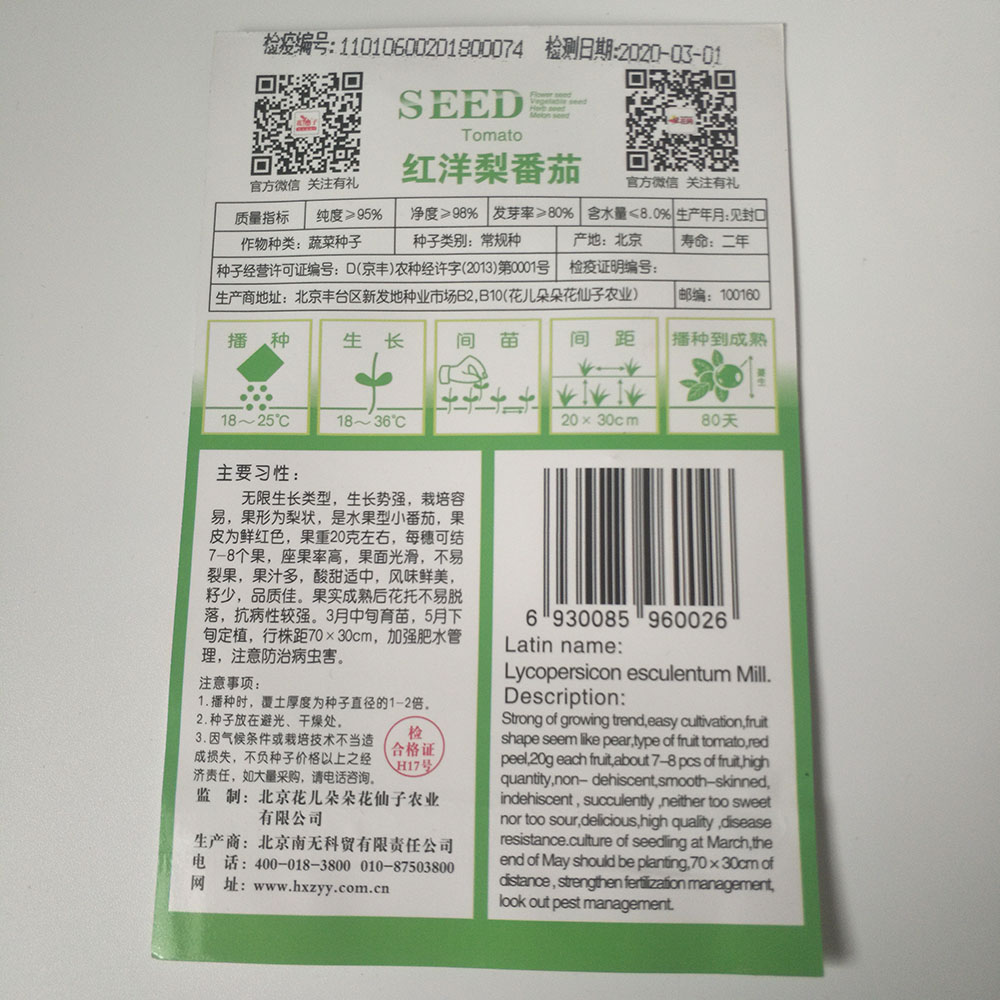 检疫编号:11010600201800074 检测日期:2020-03-01
SEED
Flower seed
Vegetable seed
Herb seed
Melon seed
Tomato
红洋梨番茄
官方微信 关注有礼
官方微信 关注有礼
质量指标 纯度≥95% 净度≥98% 发芽率≥80% 含水量≤8.0% 生产年月:见封口
作物种类：蔬菜种子 种子类别：常规种 产地：北京 寿命：二年
种子经营许可证编号：D(京丰)农种经许字(2013)第0001号 检疫证明编号：
生产商地址：北京丰台区新发地种业市场B2,B10(花儿朵朵花仙子农业) 邮编：100160
播种 生长 间苗 间距 播种到成熟
蔓生
18～25℃ 18～36℃ 20×30cm 80天
主要习性：
无限生长类型，生长势强，栽培容
易，果形为梨状，是水果型小番茄，果
皮为鲜红色，果重20克左右，每穗可结
7-8个果，座果率高，果面光滑，不易
裂果，果汁多，酸甜适中，风味鲜美，
籽少，品质佳。果实成熟后花托不易脱
落，抗病性较强。3月中旬育苗，5月下
旬定植，行株距70×30cm，加强肥水管
理，注意防治病虫害。
注意事项：
1.播种时，覆土厚度为种子直径的1-2倍。
2.种子放在避光、干燥处。
3.因气候条件或栽培技术不当造
成损失，不负种子价格以上之经
济责任，如大量采购，请电话咨询。
检
合格证
H17号
监 制：北京花儿朵朵花仙子农业
有限公司
生产商：北京南无科贸有限责任公司
电 话：400-018-3800 010-87503800
网 址：www.hxzyy.com.cn
6 930085 960026
Latin name:
Lycopersicon esculentum Mill.
Description:
Strong of growing trend,easy cultivation,fruit
shape seem like pear,type of fruit tomato,red
peel,20g each fruit,about 7-8 pcs of fruit,high
quantity,non- dehiscent,smooth-skinned,
indehiscent , succulently ,neither too sweet
nor too sour,delicious,high quality ,disease
resistance.culture of seedling at March,the
end of May should be planting,70×30cm of
distance , strengthen fertilization management,
look out pest management.